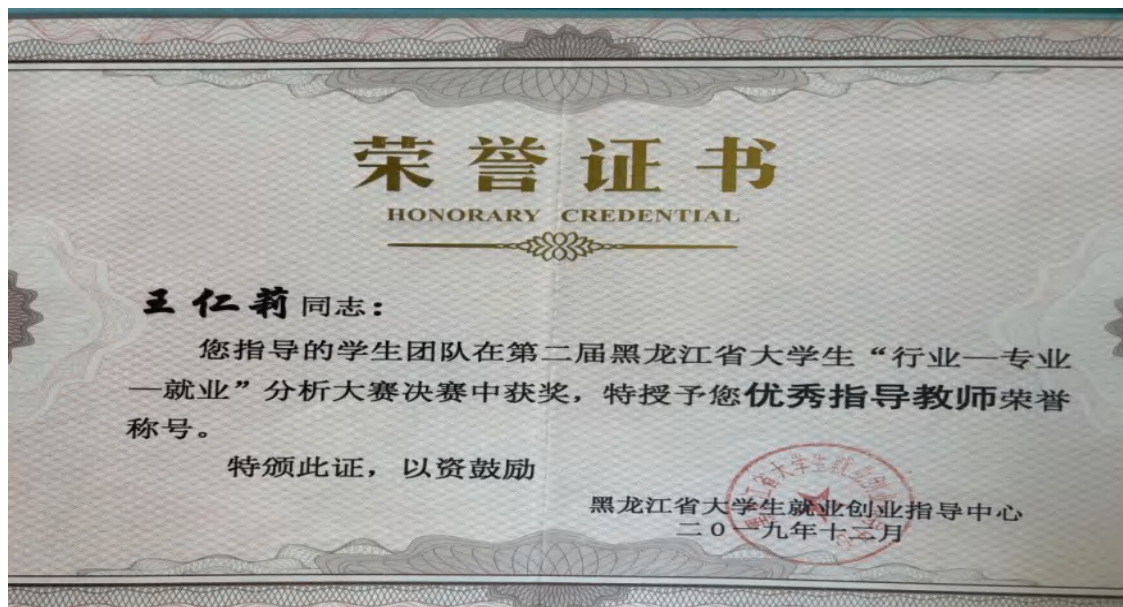 荣誉证书
HONORARY CREDENTIAL
王仁莉同志：
您指导的学生团队在第二届黑龙江省大学生“行业—专业
—就业”分析大赛决赛中获奖，特授予您优秀指导教师荣誉
称号。
特颁此证，以资鼓励
黑龙江省大学生就业创业指导中心
二0一九年十二月